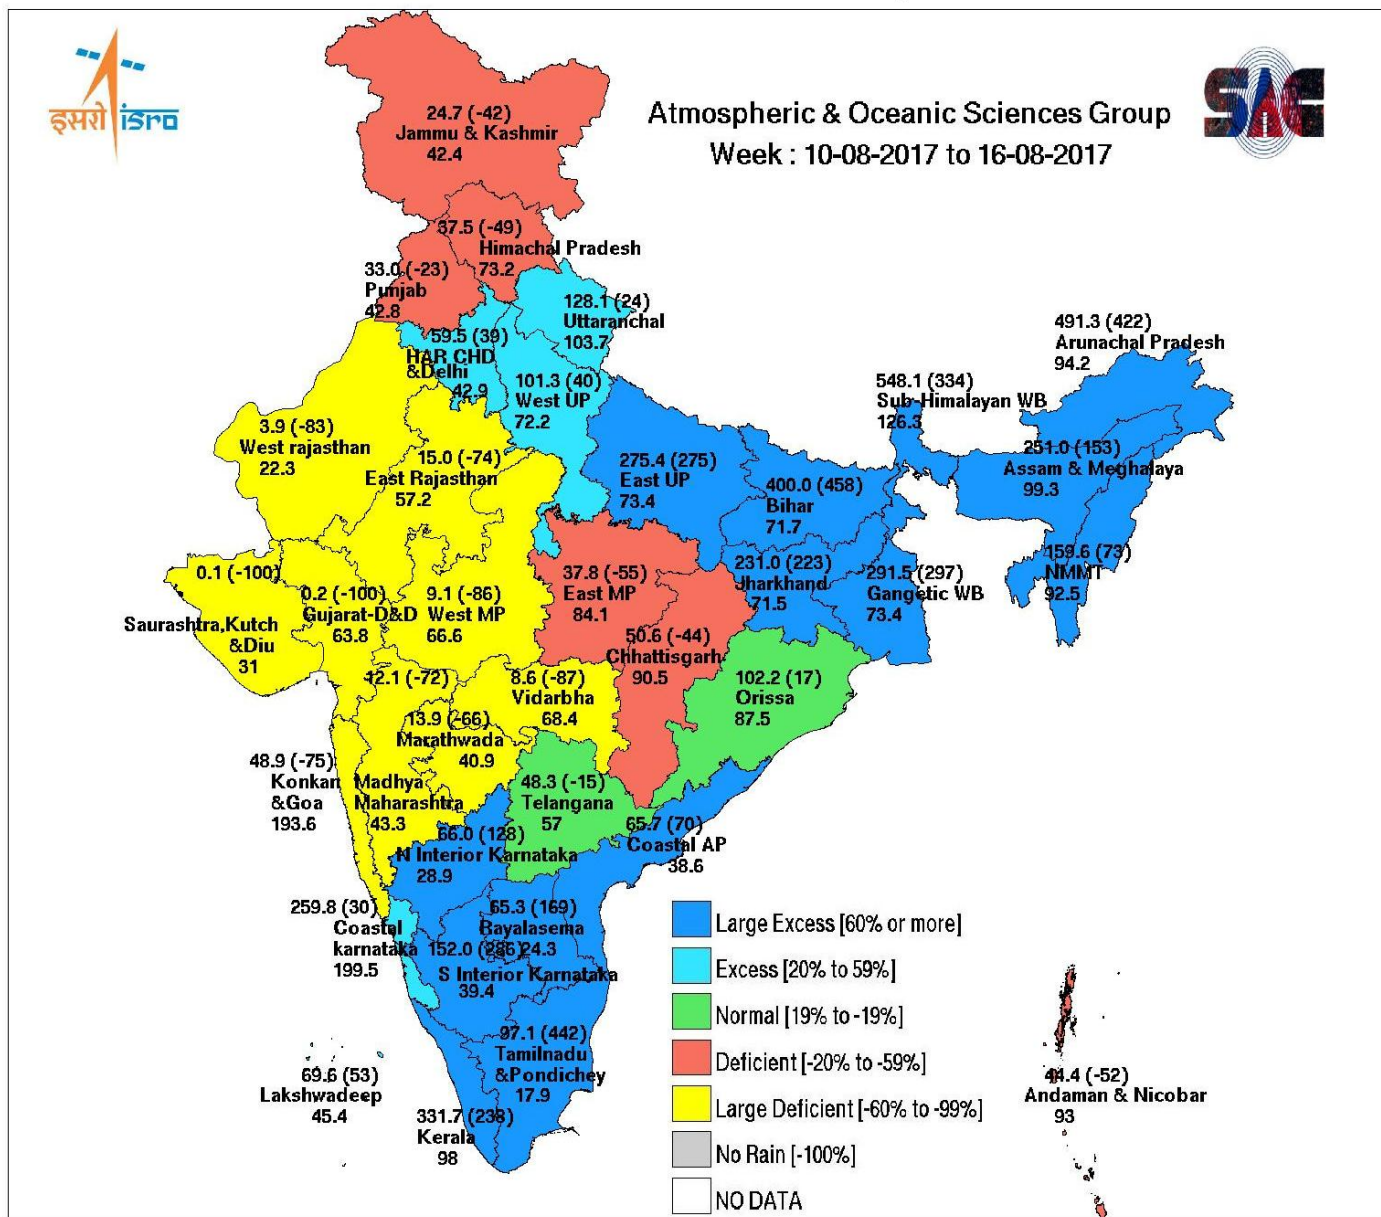 इसरो isro
Atmospheric & Oceanic Sciences Group
Week : 10-08-2017 to 16-08-2017
SAC
24.7 (-42)
Jammu & Kashmir
42.4
37.5 (-49)
Himachal Pradesh
73.2
33.0 (-23)
Punjab
42.8
128.1 (24)
Uttaranchal
103.7
59.5 (39)
HAR CHD
&Delhi
42.9
101.3 (40)
West UP
72.2
491.3 (422)
Arunachal Pradesh
94.2
548.1 (334)
Sub-Himalayan WB
126.3
251.0 (153)
Assam & Meghalaya
99.3
3.9 (-83)
West rajasthan
22.3
15.0 (-74)
East Rajasthan
57.2
275.4 (275)
East UP
73.4
400.0 (458)
Bihar
71.7
159.6 (73)
NMMT
92.5
231.0 (223)
Jharkhand
71.5
291.5 (297)
Gangetic WB
73.4
0.1 (-100)
Saurashtra,Kutch
&Diu
31
0.2 (-100)
Gujarat-D&D
63.8
9.1 (-86)
West MP
66.6
37.8 (-55)
East MP
84.1
50.6 (-44)
Chhattisgarh
90.5
102.2 (17)
Orissa
87.5
12.1 (-72)
Madhya
Maharashtra
43.3
8.6 (-87)
Vidarbha
68.4
13.9 (-66)
Marathwada
40.9
48.9 (-75)
Konkan
&Goa
193.6
48.3 (-15)
Telangana
57
65.7 (70)
Coastal AP
38.6
66.0 (128)
N Interior Karnataka
28.9
259.8 (30)
Coastal
karnataka
199.5
65.3 (169)
Rayalasema
24.3
152.0 (286)
S Interior Karnataka
39.4
97.1 (442)
Tamilnadu
&Pondichey
17.9
69.6 (53)
Lakshwadeep
45.4
331.7 (238)
Kerala
98
44.4 (-52)
Andaman & Nicobar
93
Large Excess [60% or more]
Excess [20% to 59%]
Normal [19% to -19%]
Deficient [-20% to -59%]
Large Deficient [-60% to -99%]
No Rain [-100%]
NO DATA